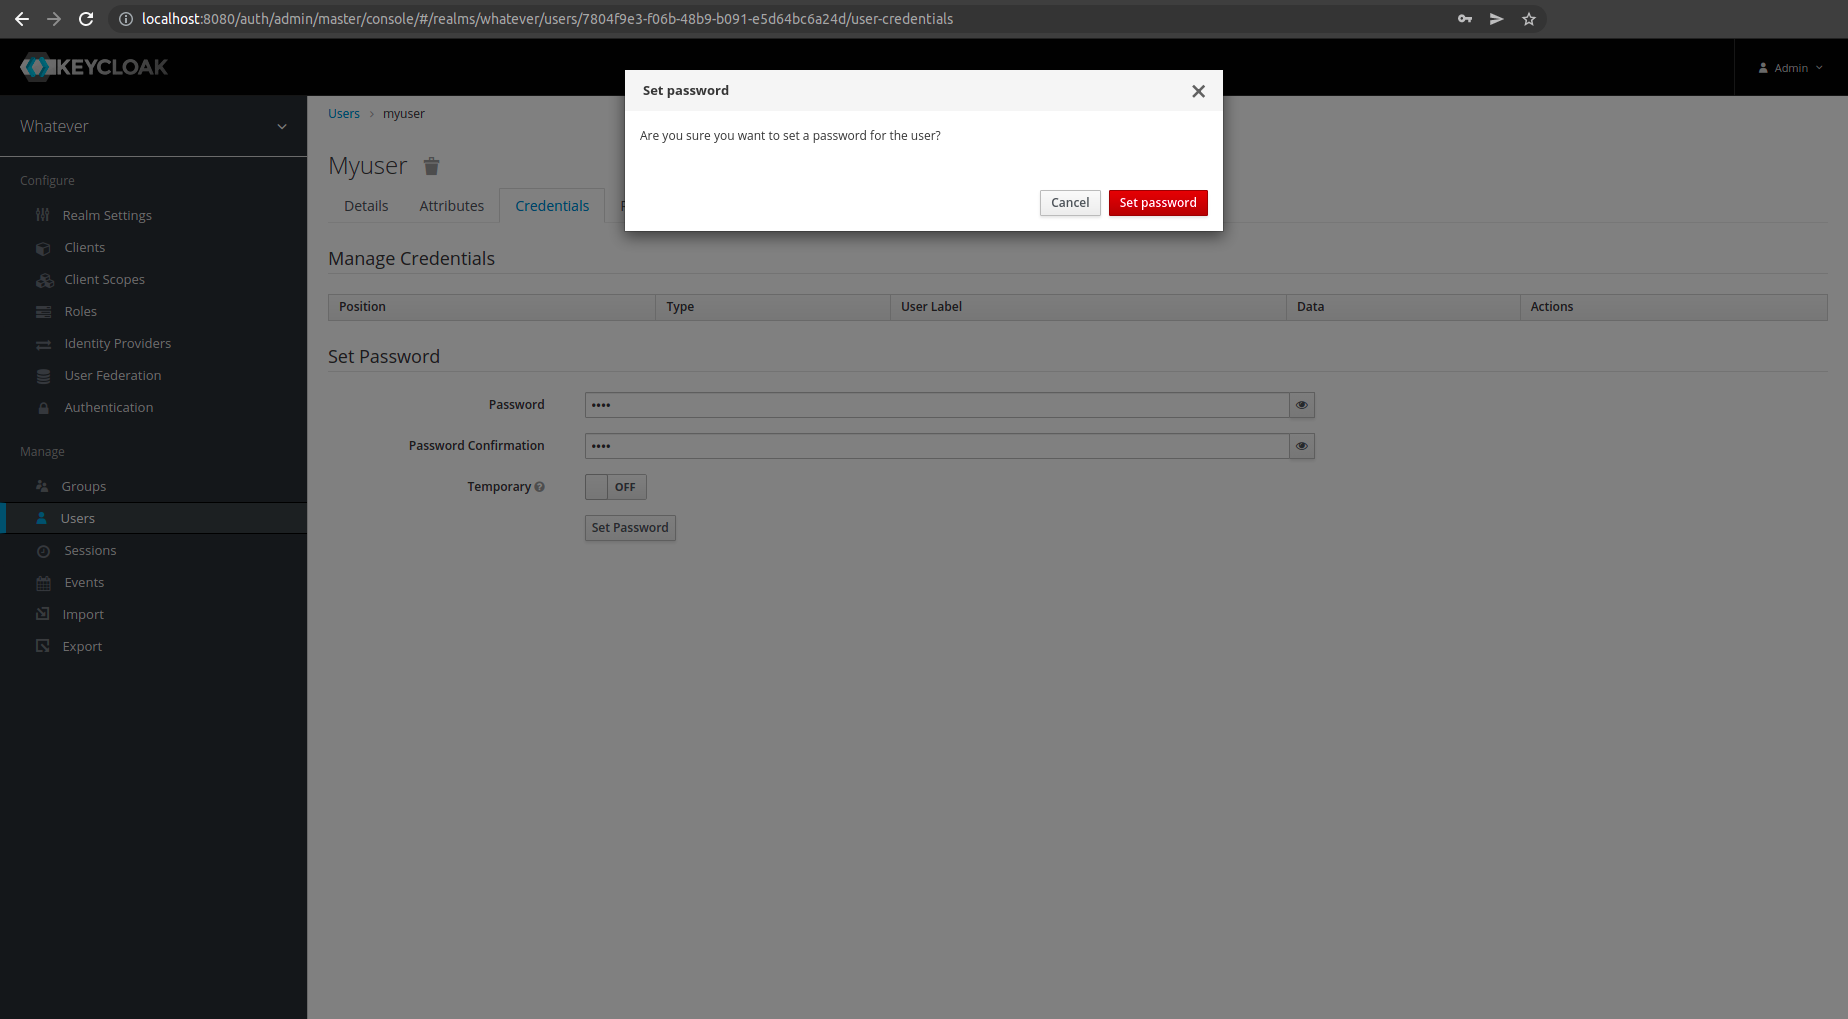 localhost:8080/auth/admin/master/console/#/realms/whatever/users/7804f9e3-f06b-48b9-b091-e5d64bc6a24d/user-credentials
KEYCLOAK
Admin
Set password
Are you sure you want to set a password for the user?
Cancel
Set password
Whatever
Configure
Realm Settings
Clients
Client Scopes
Roles
Identity Providers
User Federation
Authentication
Manage
Groups
Users
Sessions
Events
Import
Export
Users > myuser
Myuser
Details Attributes Credentials
Manage Credentials
Position Type User Label Data Actions
Set Password
Password ••••
Password Confirmation ••••
Temporary OFF
Set Password